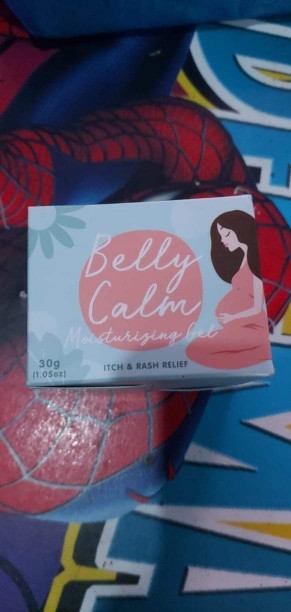 Belly
Calm
Moisturizing Gel
30g
(1.05oz)
ITCH & RASH RELIEF